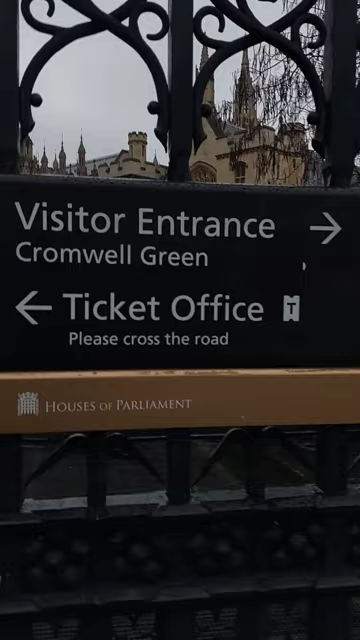 Visitor Entrance →
Cromwell Green
← Ticket Office T
Please cross the road
HOUSES OF PARLIAMENT